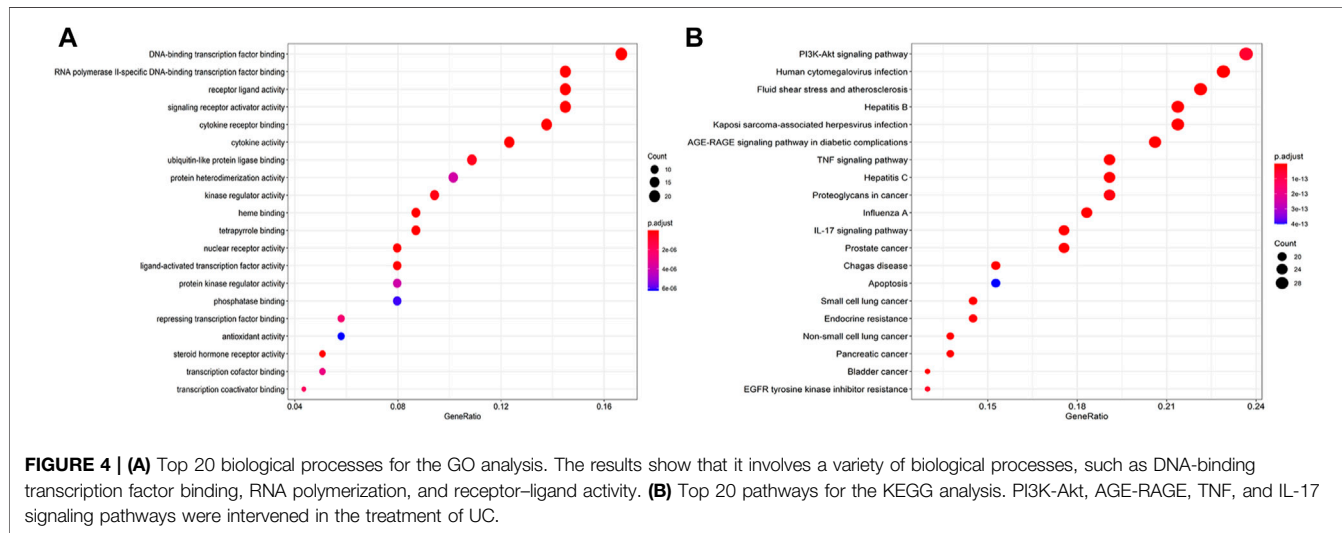 A
DNA-binding transcription factor binding
RNA polymerase II-specific DNA-binding transcription factor binding
receptor ligand activity
signaling receptor activator activity
cytokine receptor binding
cytokine activity
ubiquitin-like protein ligase binding
protein heterodimerization activity
kinase regulator activity
heme binding
tetrapyrrole binding
nuclear receptor activity
ligand-activated transcription factor activity
protein kinase regulator activity
phosphatase binding
repressing transcription factor binding
antioxidant activity
steroid hormone receptor activity
transcription cofactor binding
transcription coactivator binding
0.04 0.08 0.12 0.16
GeneRatio
Count
10
15
20
p.adjust
2e-06
4e-06
6e-06
B
PI3K-Akt signaling pathway
Human cytomegalovirus infection
Fluid shear stress and atherosclerosis
Hepatitis B
Kaposi sarcoma-associated herpesvirus infection
AGE-RAGE signaling pathway in diabetic complications
TNF signaling pathway
Hepatitis C
Proteoglycans in cancer
Influenza A
IL-17 signaling pathway
Prostate cancer
Chagas disease
Apoptosis
Small cell lung cancer
Endocrine resistance
Non-small cell lung cancer
Pancreatic cancer
Bladder cancer
EGFR tyrosine kinase inhibitor resistance
0.15 0.18 0.21 0.24
GeneRatio
p.adjust
1e-13
2e-13
3e-13
4e-13
Count
20
24
28
FIGURE 4 | (A) Top 20 biological processes for the GO analysis. The results show that it involves a variety of biological processes, such as DNA-binding
transcription factor binding, RNA polymerization, and receptor–ligand activity. (B) Top 20 pathways for the KEGG analysis. PI3K-Akt, AGE-RAGE, TNF, and IL-17
signaling pathways were intervened in the treatment of UC.